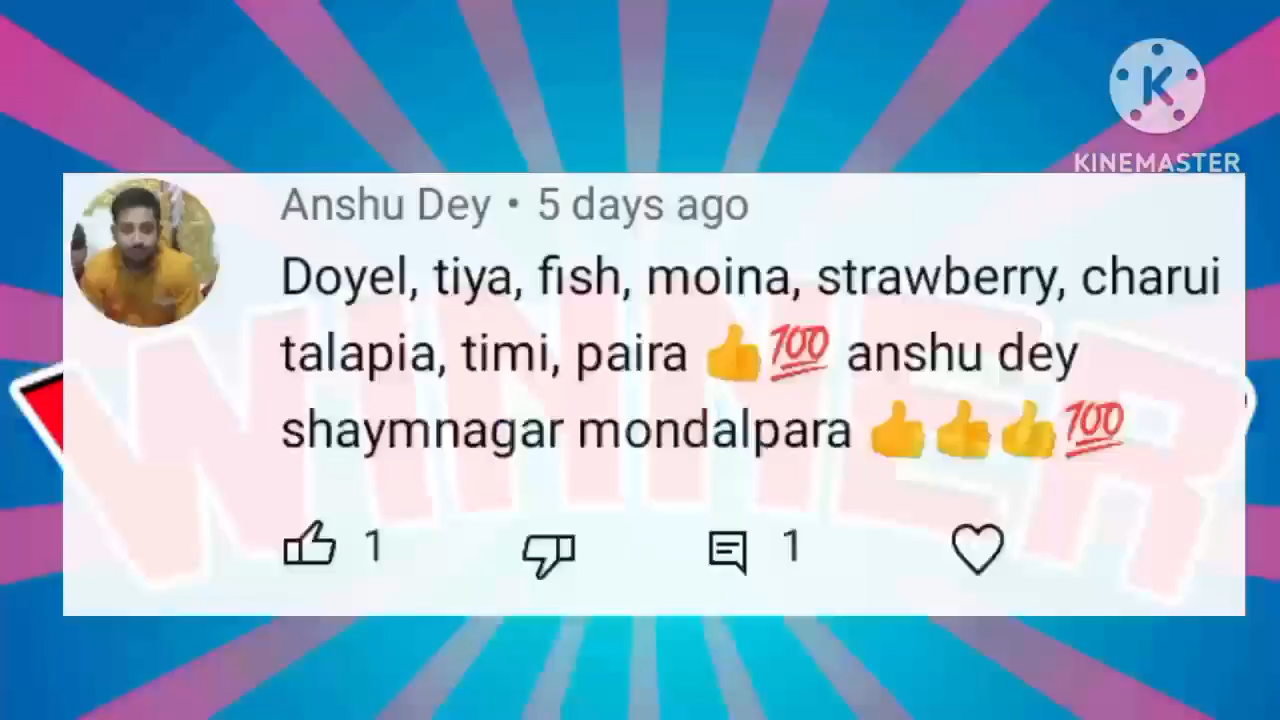 KINEMASTER
Anshu Dey • 5 days ago
Doyel, tiya, fish, moina, strawberry, charui
talapia, timi, paira 👍💯 anshu dey
shaymnagar mondalpara 👍👍👍💯
1 1
WINNER